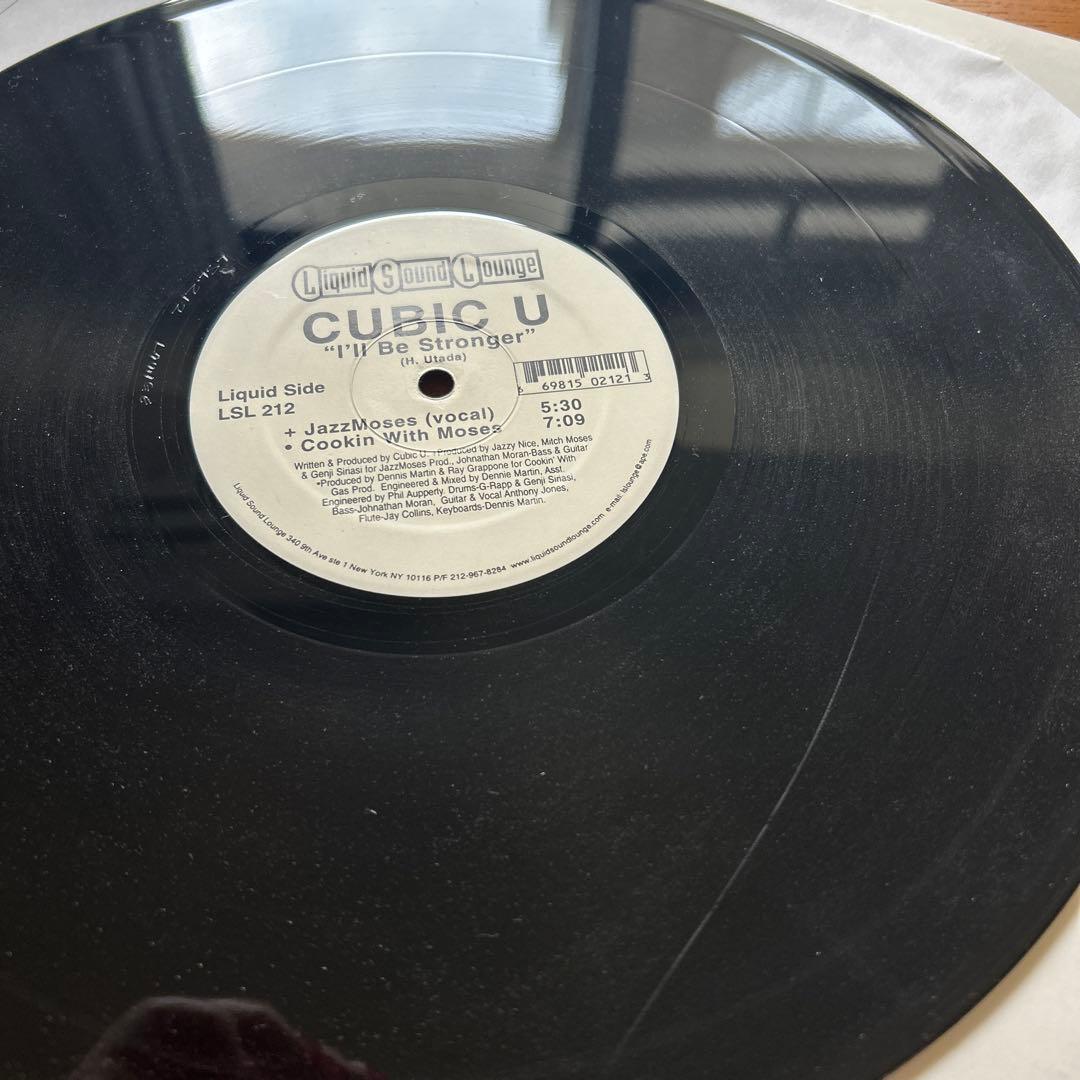 Liquid Sound Lounge
CUBIC U
“I'll Be Stronger”
(H. Utada)
Liquid Side
LSL 212
6 69815 02121 3
+ JazzMoses (vocal) 5:30
• Cookin With Moses 7:09
Written & Produced by Cubic U. +Produced by Jazzy Nice, Mitch Moses
& Genji Sinasi for JazzMoses Prod., Johnathan Moran-Bass & Guitar
•Produced by Dennis Martin & Ray Grappone for Cookin' With
Gas Prod. Engineered & Mixed by Dennie Martin, Asst.
Engineered by Phil Aupperly. Drums-G-Rapp & Genji Sinasi,
Bass-Johnathan Moran, Guitar & Vocal Anthony Jones,
Flute-Jay Collins, Keyboards-Dennis Martin.
Liquid Sound Lounge 340 9th Ave ste 1 New York NY 10116 P/F 212-967-8284 www.liquidsoundlounge.com e-mail lslounge@ape.com